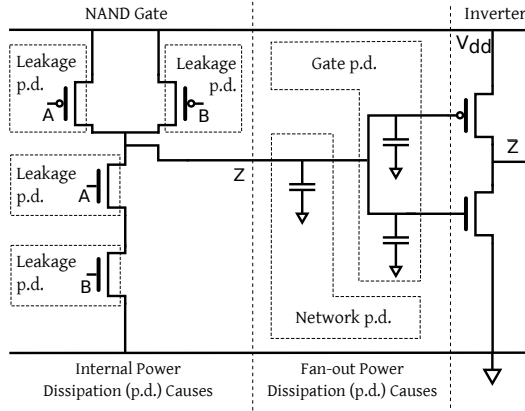 NAND Gate
Inverter
Vdd
Leakage
p.d.
Leakage
p.d.
Gate p.d.
A
B
Z
Z
Leakage
p.d.
A
Leakage
p.d.
B
Network p.d.
Internal Power
Dissipation (p.d.) Causes
Fan-out Power
Dissipation (p.d.) Causes